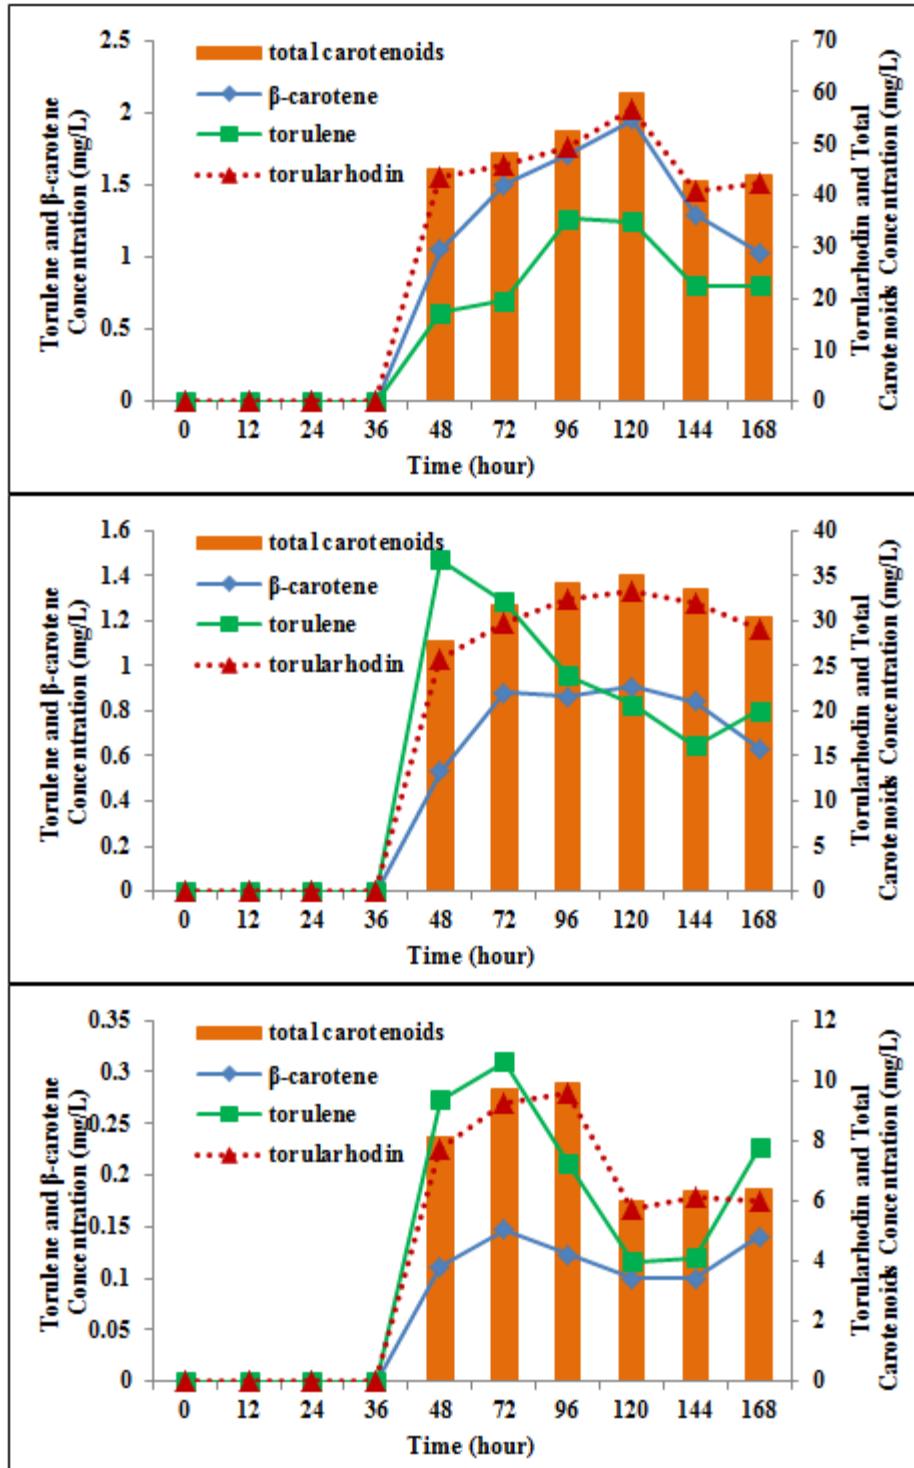 Torulene and β-carotene
Concentration (mg/L)
2.5
2
1.5
1
0.5
0
total carotenoids
β-carotene
torulene
torularhodin
70
60
50
40
30
20
10
0
Torularhodin and Total
Carotenoids Concentration (mg/L)
0 12 24 36 48 72 96 120 144 168
Time (hour)
Torulene and β-carotene
Concentration (mg/L)
1.6
1.4
1.2
1
0.8
0.6
0.4
0.2
0
total carotenoids
β-carotene
torulene
torularhodin
40
35
30
25
20
15
10
5
0
Torularhodin and Total
Carotenoids Concentration (mg/L)
0 12 24 36 48 72 96 120 144 168
Time (hour)
Torulene and β-carotene
Concentration (mg/L)
0.35
0.3
0.25
0.2
0.15
0.1
0.05
0
total carotenoids
β-carotene
torulene
torularhodin
12
10
8
6
4
2
0
Torularhodin and Total
Carotenoids Concentration (mg/L)
0 12 24 36 48 72 96 120 144 168
Time (hour)